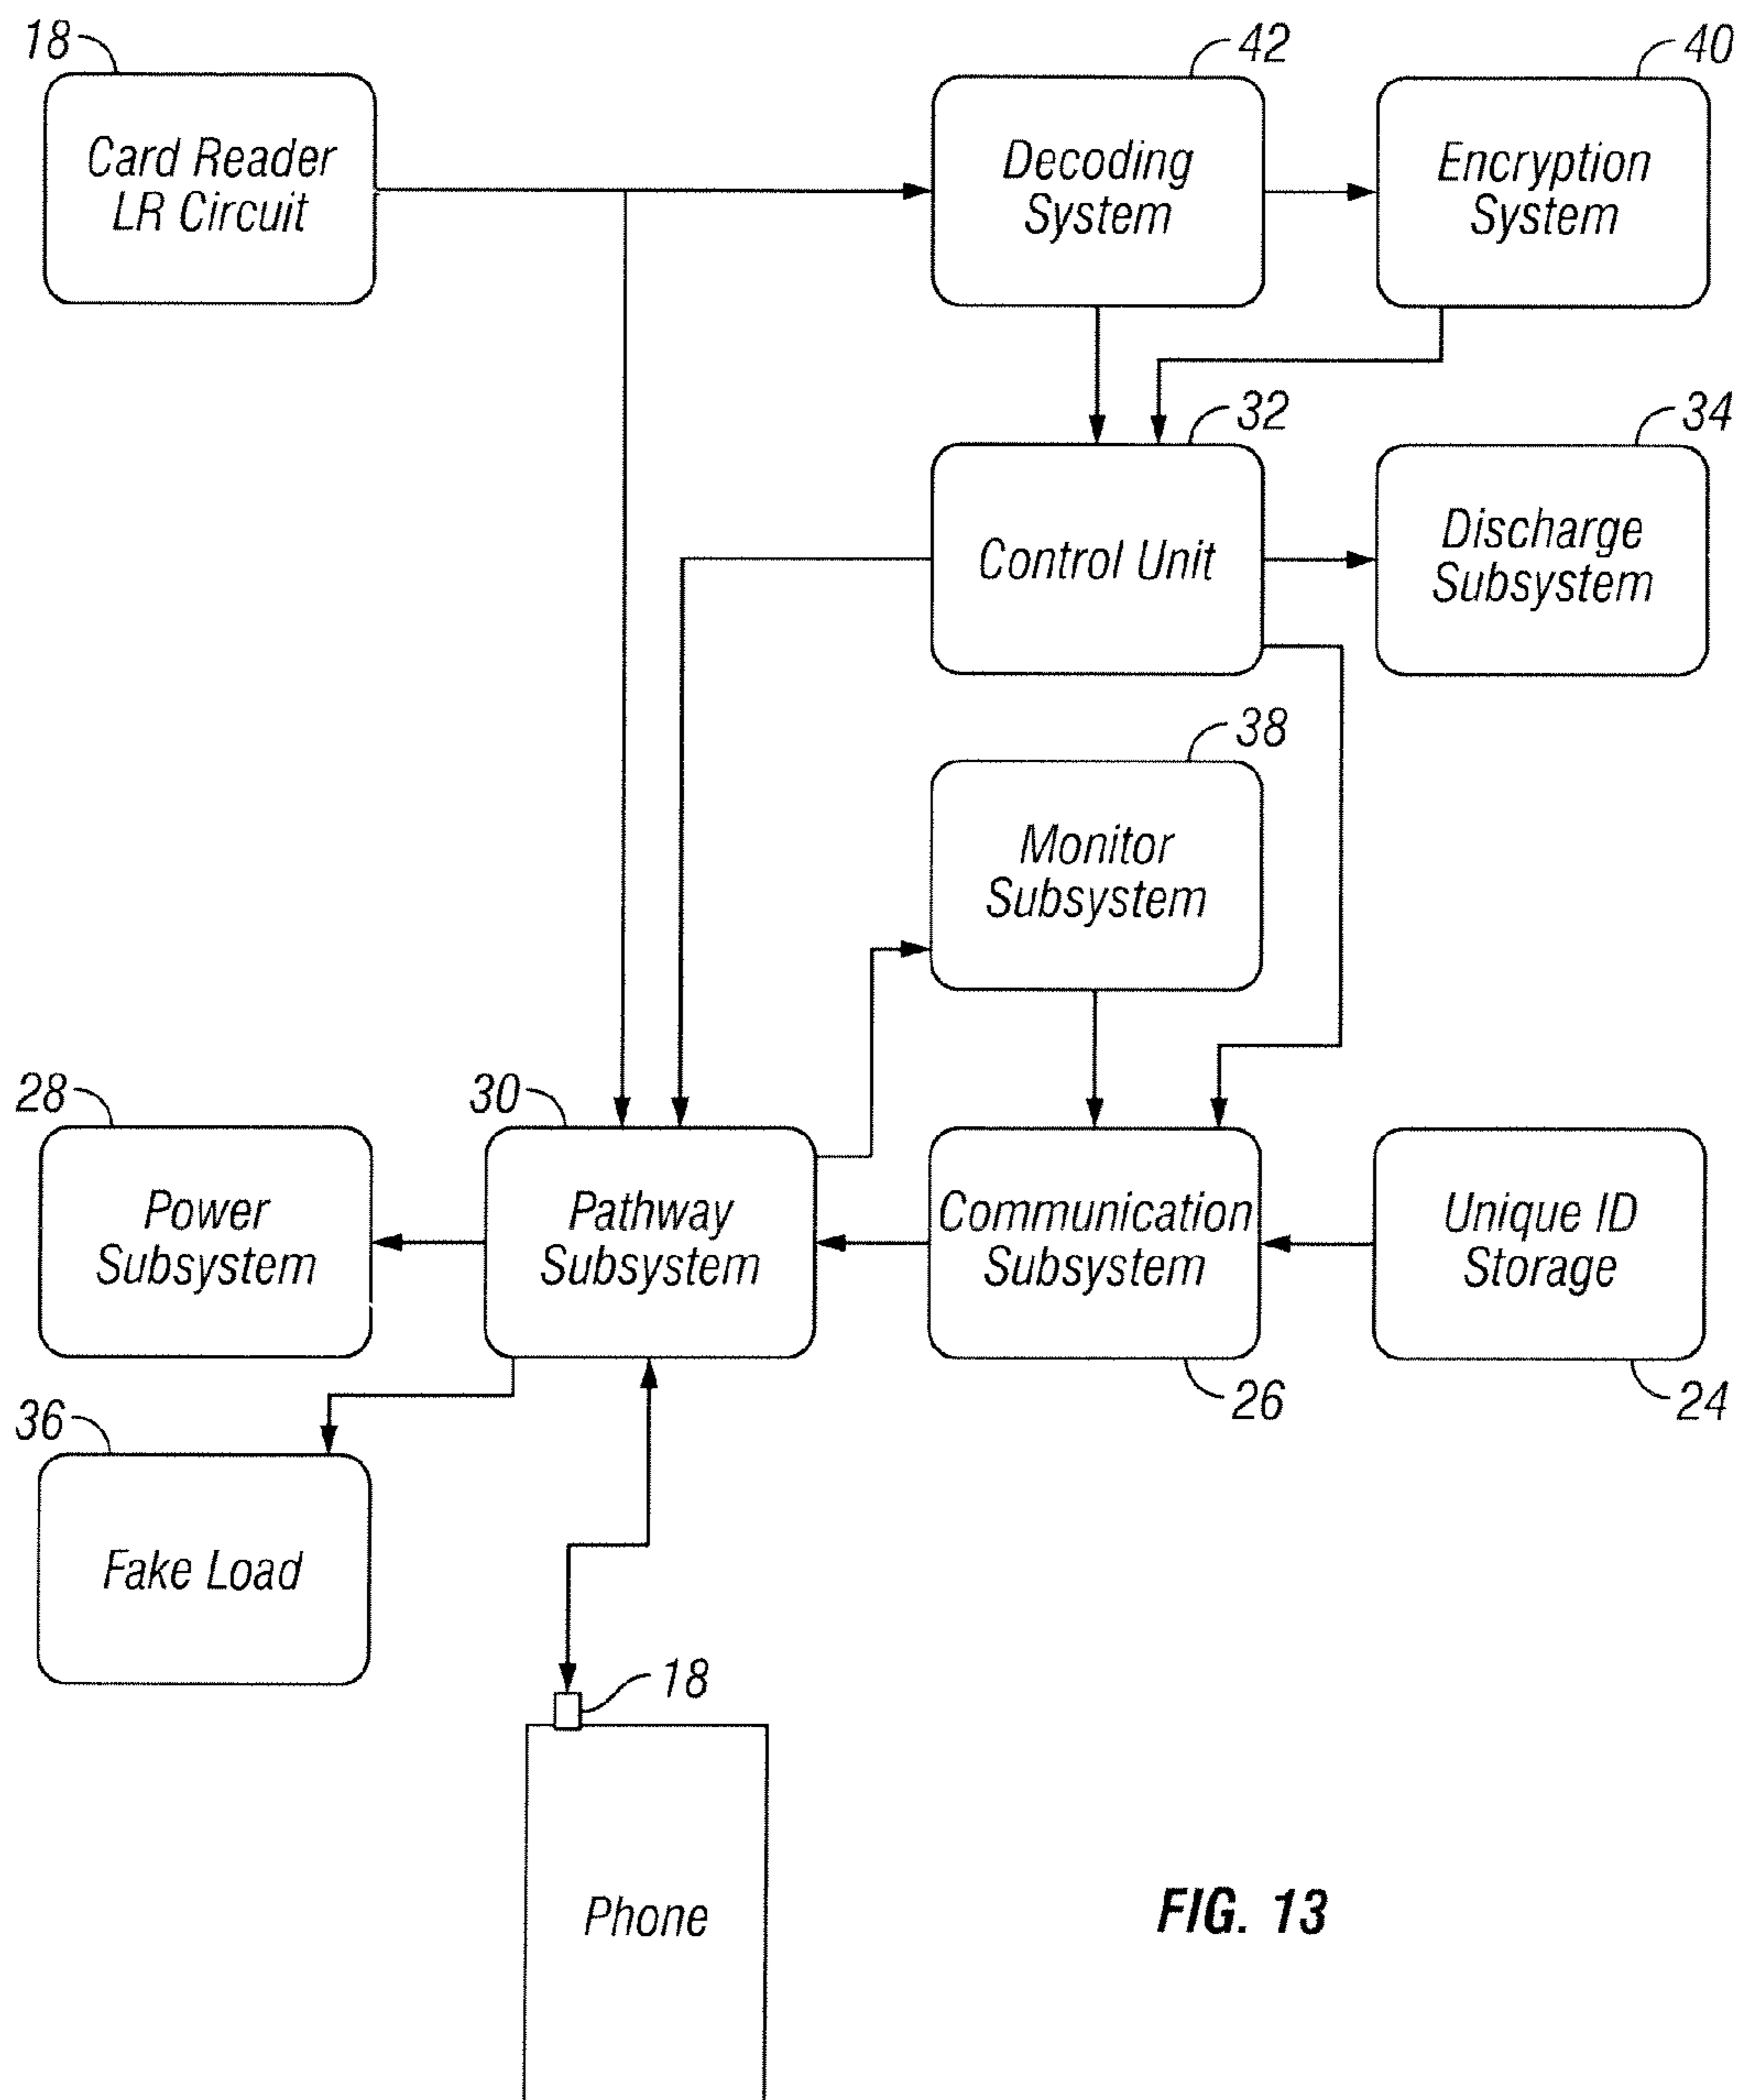 18
42
40
Card Reader
LR Circuit
Decoding
System
Encryption
System
32
34
Control Unit
Discharge
Subsystem
38
Monitor
Subsystem
28
30
Power
Subsystem
Pathway
Subsystem
Communication
Subsystem
Unique ID
Storage
26
24
36
Fake Load
18
Phone
FIG. 13